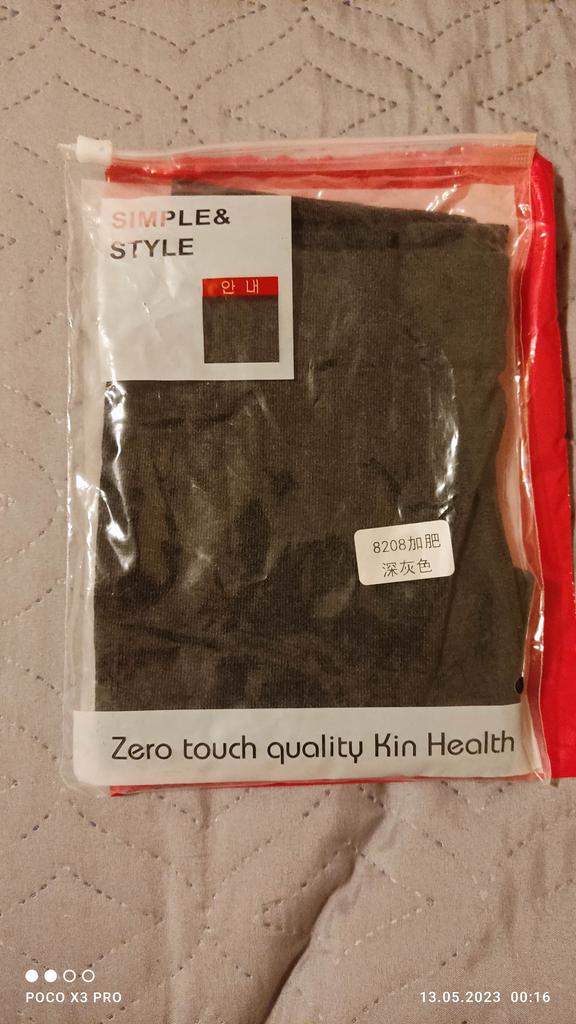 SIMPLE&
STYLE
안 내
8208加肥
深灰色
Zero touch quality Kin Health
POCO X3 PRO
13.05.2023 00:16